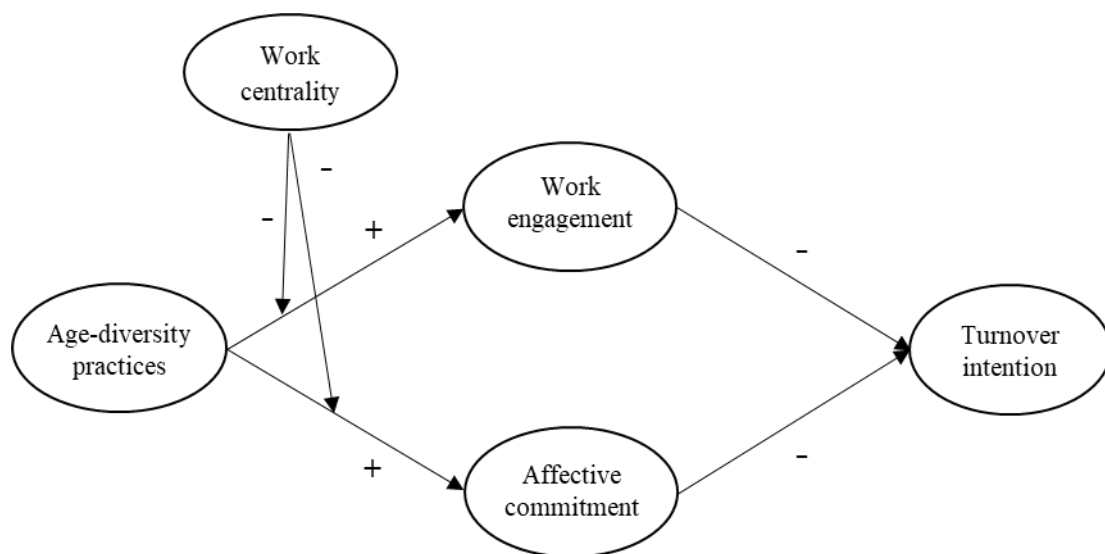 Work
centrality
-
-
+
Work
engagement
-
Age-diversity
practices
Turnover
intention
+
Affective
commitment
-